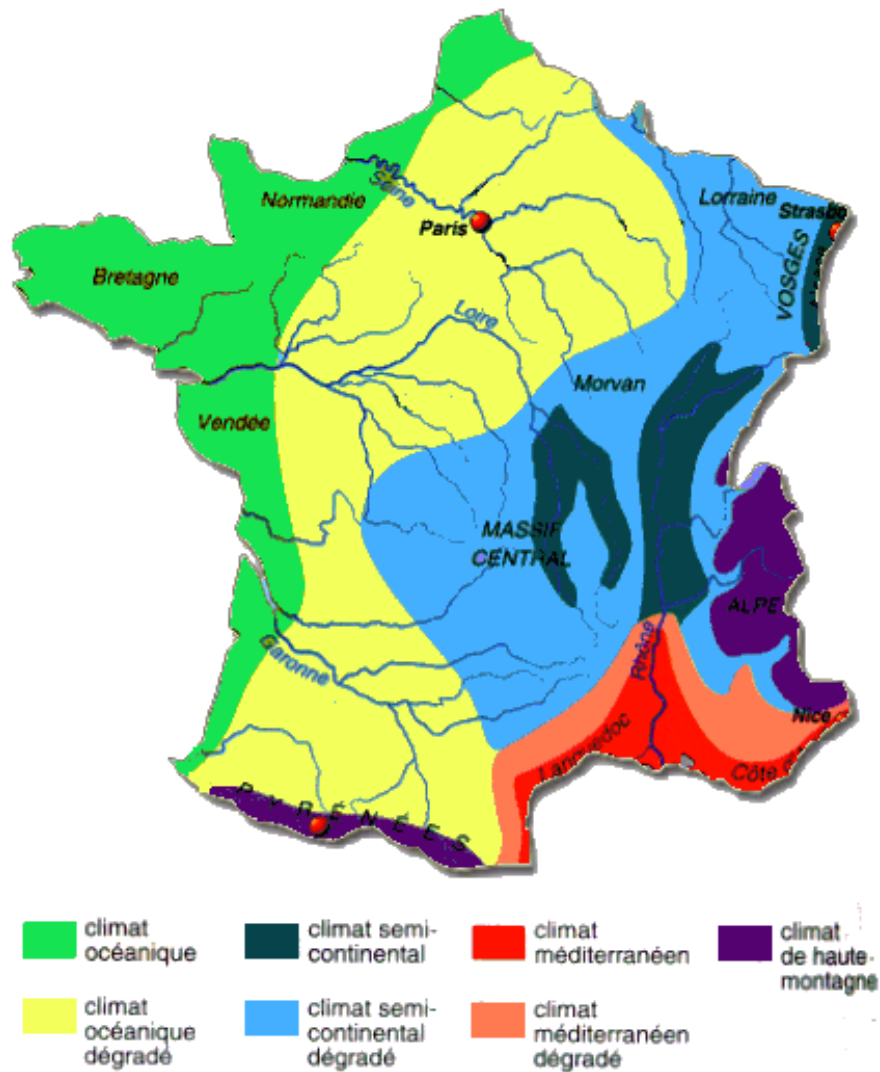 Normandie
Seine
Paris
Lorraine
Strasbo
VOSGES
Bretagne
Loire
Morvan
Vendée
MASSIF
CENTRAL
ALPE
Rhône
Garonne
Nice
Languedoc
Côte
PYRÉNÉES
climat
océanique
climat semi-
continental
climat
méditerranéen
climat
de haute-
montagne
climat
océanique
dégradé
climat semi-
continental
dégradé
climat
méditerranéen
dégradé